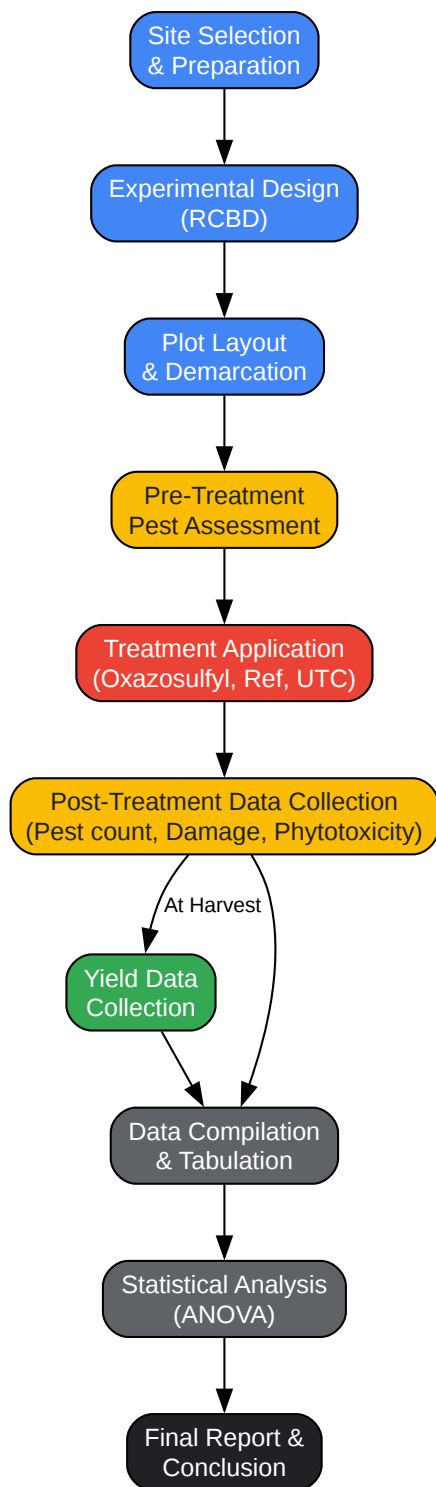 Site Selection
& Preparation
Experimental Design
(RCBD)
Plot Layout
& Demarcation
Pre-Treatment
Pest Assessment
Treatment Application
(Oxazosulfyl, Ref, UTC)
Post-Treatment Data Collection
(Pest count, Damage, Phytotoxicity)
At Harvest
Yield Data
Collection
Data Compilation
& Tabulation
Statistical Analysis
(ANOVA)
Final Report &
Conclusion